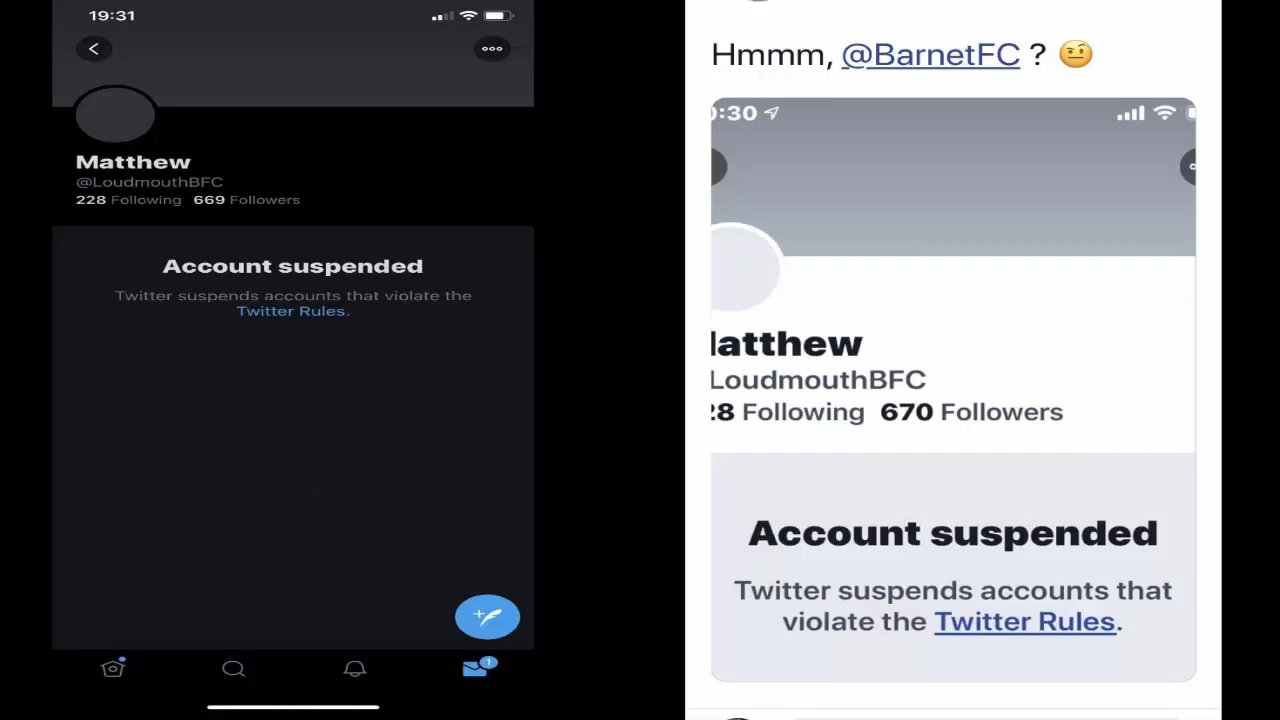 19:31
Matthew
@LoudmouthBFC
228 Following 669 Followers
Account suspended
Twitter suspends accounts that violate the
Twitter Rules.
1
Hmmm, @BarnetFC ? 🤨
0:30
latthew
LoudmouthBFC
28 Following 670 Followers
Account suspended
Twitter suspends accounts that
violate the Twitter Rules.